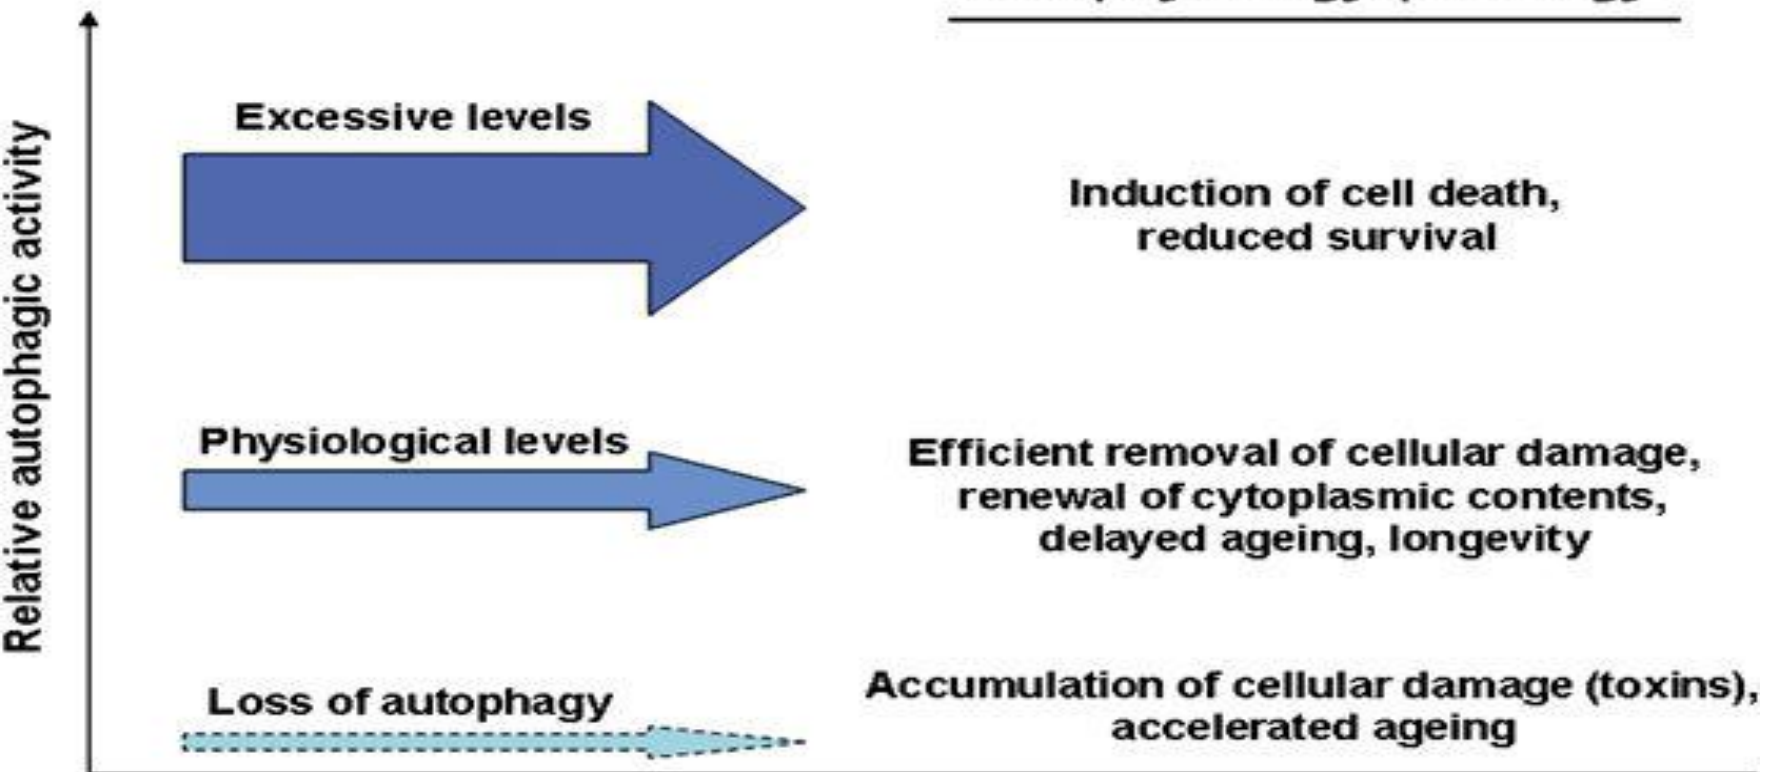 Excessive levels
Induction of cell death,
reduced survival
Relative autophagic activity
Physiological levels
Efficient removal of cellular damage,
renewal of cytoplasmic contents,
delayed ageing, longevity
Loss of autophagy
Accumulation of cellular damage (toxins),
accelerated ageing